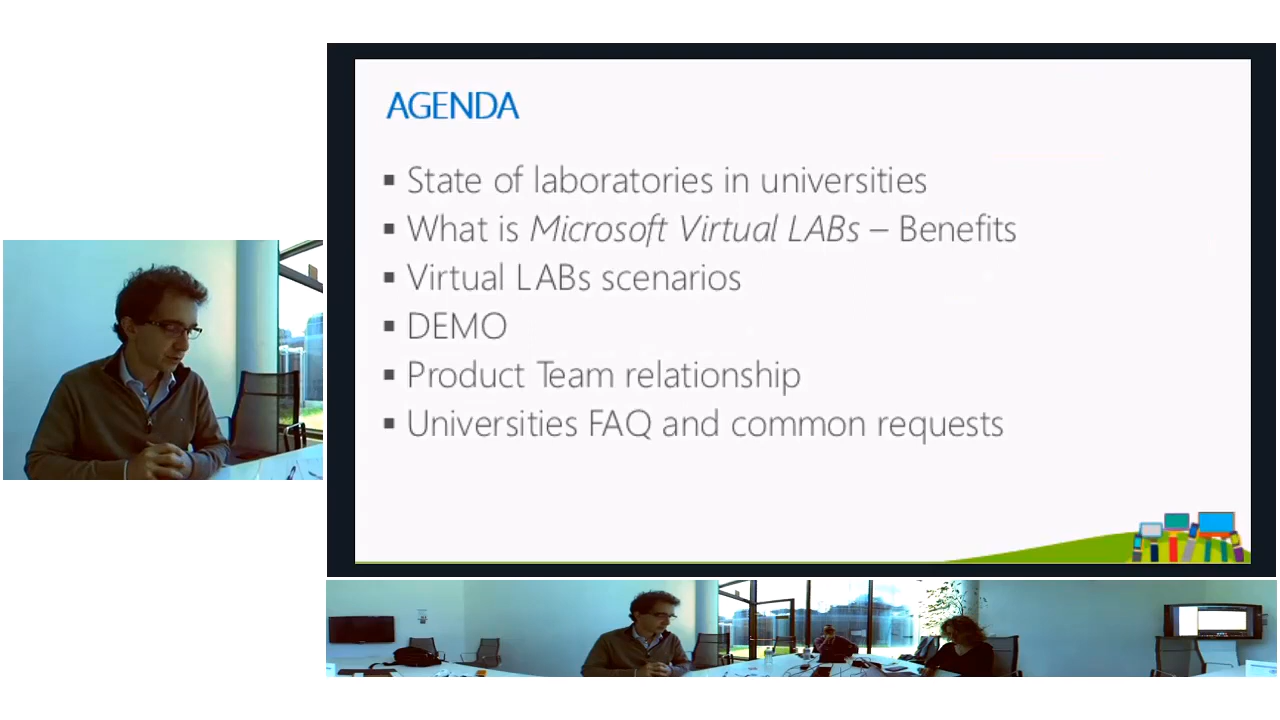 AGENDA
▪ State of laboratories in universities
▪ What is Microsoft Virtual LABs – Benefits
▪ Virtual LABs scenarios
▪ DEMO
▪ Product Team relationship
▪ Universities FAQ and common requests